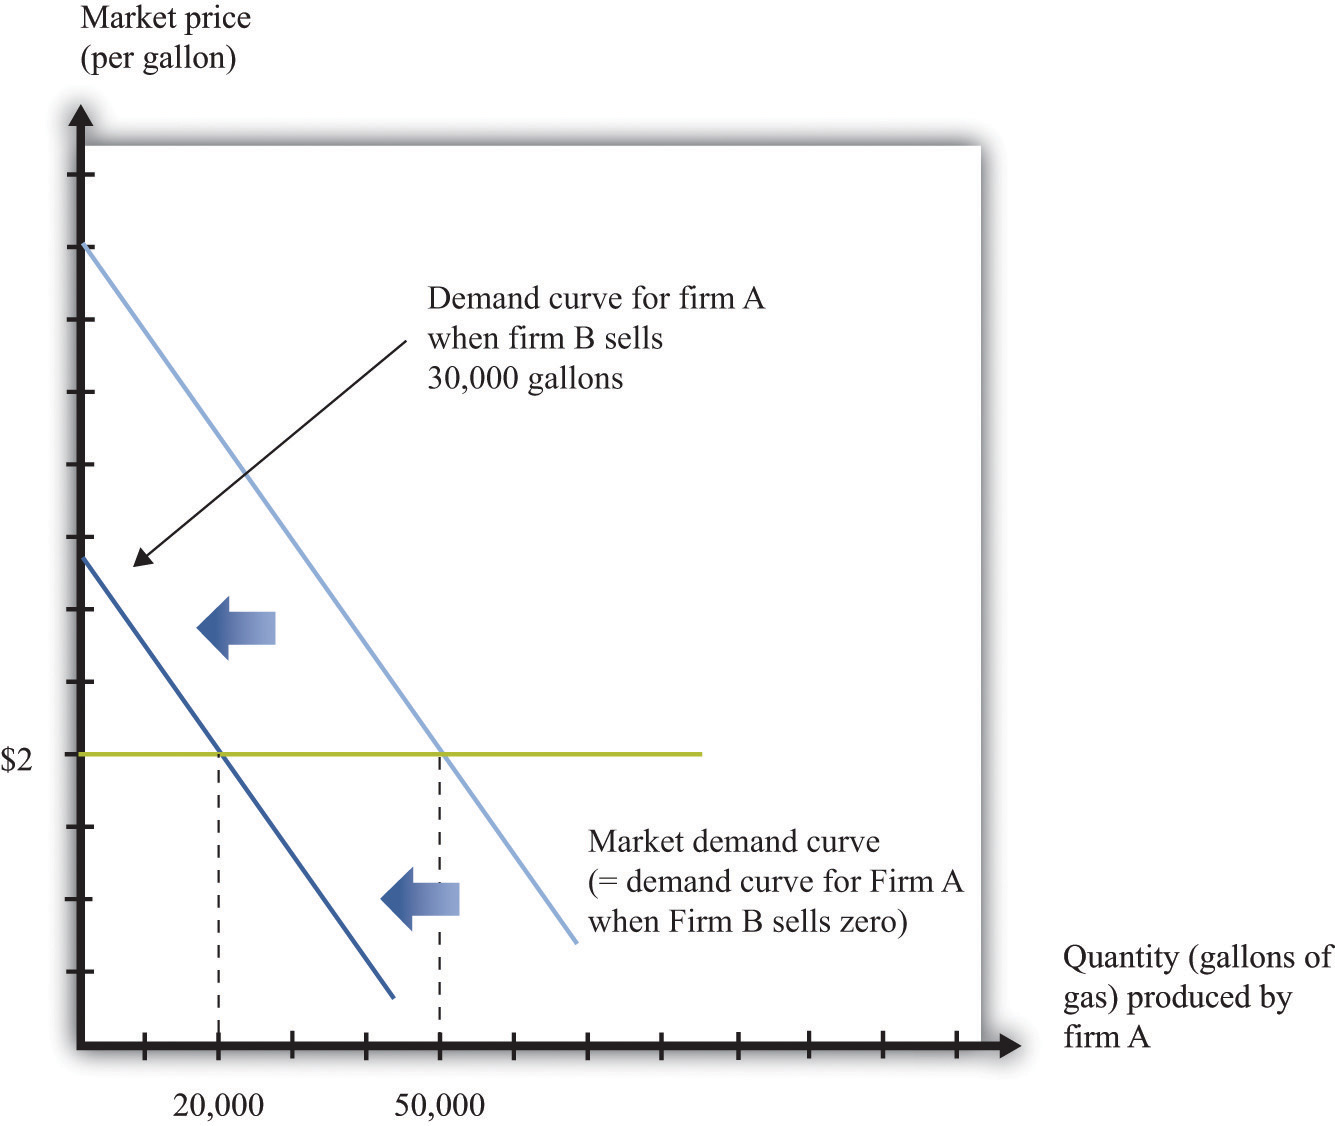 Market price
(per gallon)
Demand curve for firm A
when firm B sells
30,000 gallons
$2
Market demand curve
(= demand curve for Firm A
when Firm B sells zero)
Quantity (gallons of
gas) produced by
firm A
20,000
50,000